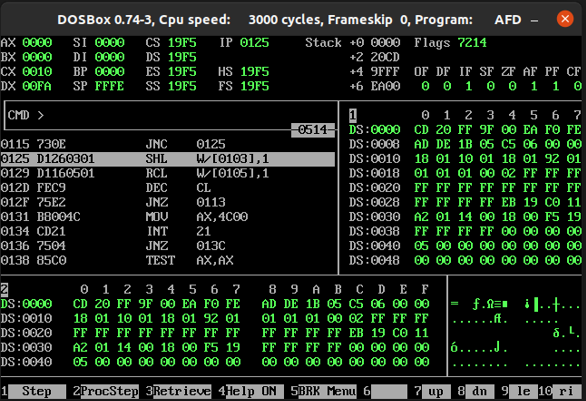 DOSBox 0.74-3, Cpu speed: 3000 cycles, Frameskip 0, Program: AFD
AX 0000 SI 0000 CS 19F5 IP 0125 Stack +0 0000 Flags 7214
BX 0000 DI 0000 DS 19F5 +2 20CD
CX 0010 BP 0000 ES 19F5 HS 19F5 +4 9FFF OF DF IF SF ZF AF PF CF
DX 00FA SP FFFE SS 19F5 FS 19F5 +6 EA00 0 0 1 0 0 1 1 0
CMD >
0514
0115 730E JNC 0125
0125 D1260301 SHL W/[0103],1
0129 D1160501 RCL W/[0105],1
012D FEC9 DEC CL
012F 75E2 JNZ 0113
0131 B8004C MOV AX,4C00
0134 CD21 INT 21
0136 7504 JNZ 013C
0138 85C0 TEST AX,AX
1 0 1 2 3 4 5 6 7
DS:0000 CD 20 FF 9F 00 EA F0 FE
DS:0008 AD DE 1B 05 C5 06 00 00
DS:0010 18 01 10 01 18 01 92 01
DS:0018 01 01 01 00 02 FF FF FF
DS:0020 FF FF FF FF FF FF FF FF
DS:0028 FF FF FF FF EB 19 C0 11
DS:0030 A2 01 14 00 18 00 F5 19
DS:0038 FF FF FF FF 00 00 00 00
DS:0040 05 00 00 00 00 00 00 00
DS:0048 00 00 00 00 00 00 00 00
2 0 1 2 3 4 5 6 7 8 9 A B C D E F
DS:0000 CD 20 FF 9F 00 EA F0 FE AD DE 1B 05 C5 06 00 00
DS:0010 18 01 10 01 18 01 92 01 01 01 01 00 02 FF FF FF
DS:0020 FF FF FF FF FF FF FF FF FF FF FF FF EB 19 C0 11
DS:0030 A2 01 14 00 18 00 F5 19 FF FF FF FF 00 00 00 00
DS:0040 05 00 00 00 00 00 00 00 00 00 00 00 00 00 00 00
= ƒ.Ω≡■ ¡▐..┼...
......Æ. .......
δ.└.
ó.....⌡. ....
........ ........
1 Step 2ProcStep 3Retrieve 4Help ON 5BRK Menu 6 7 up 8 dn 9 le 10 ri